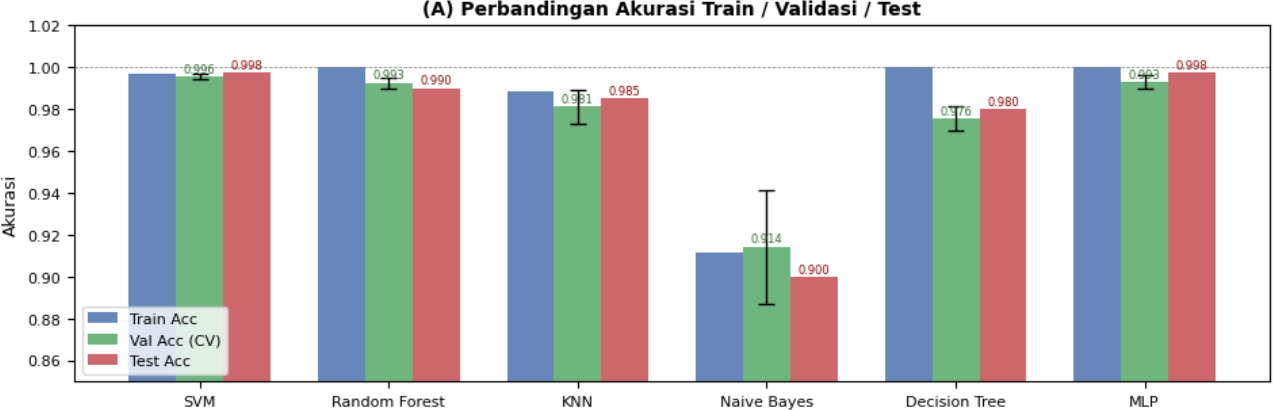 (A) Perbandingan Akurasi Train / Validasi / Test
Akurasi
1.02
1.00
0.98
0.96
0.94
0.92
0.90
0.88
0.86
0.996
0.998
0.993
0.990
0.981
0.985
0.914
0.900
0.976
0.980
0.993
0.998
Train Acc
Val Acc (CV)
Test Acc
SVM
Random Forest
KNN
Naive Bayes
Decision Tree
MLP